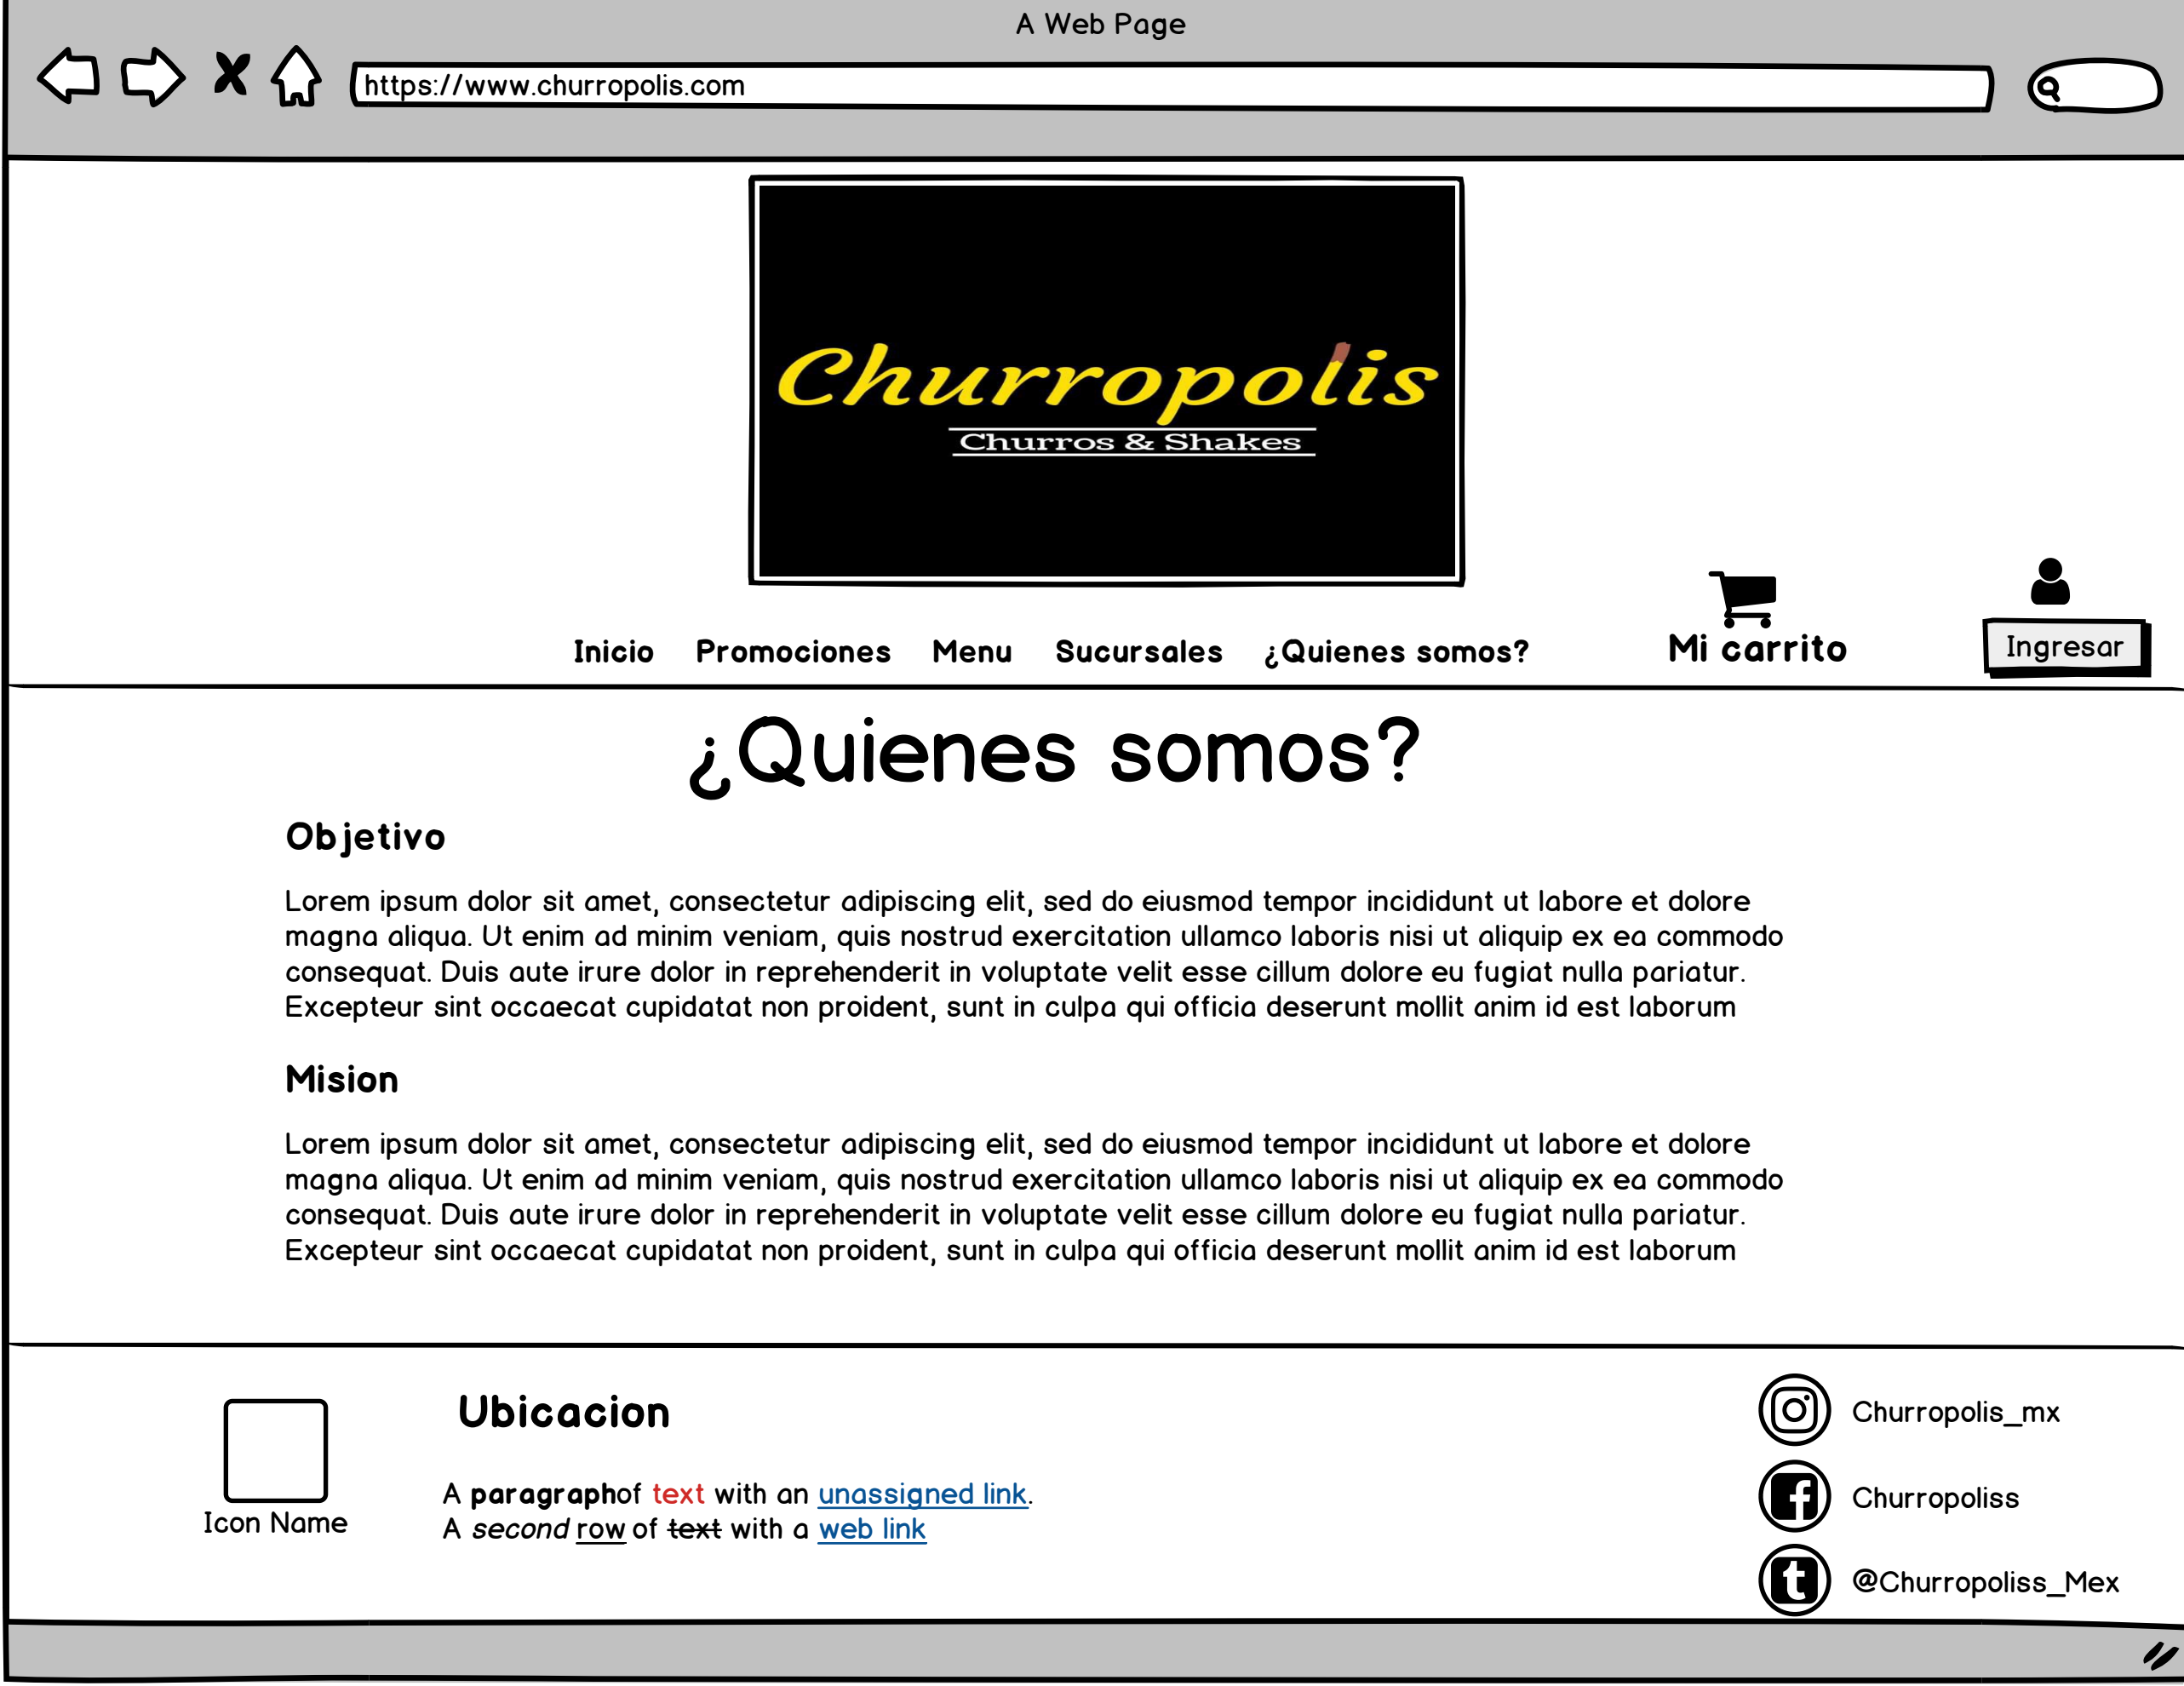 A Web Page
https://www.churropolis.com
Churropolis
Churros & Shakes
Inicio Promociones Menu Sucursales ¿Quienes somos? Mi carrito Ingresar
¿Quienes somos?
Objetivo
Lorem ipsum dolor sit amet, consectetur adipiscing elit, sed do eiusmod tempor incididunt ut labore et dolore
magna aliqua. Ut enim ad minim veniam, quis nostrud exercitation ullamco laboris nisi ut aliquip ex ea commodo
consequat. Duis aute irure dolor in reprehenderit in voluptate velit esse cillum dolore eu fugiat nulla pariatur.
Excepteur sint occaecat cupidatat non proident, sunt in culpa qui officia deserunt mollit anim id est laborum
Mision
Lorem ipsum dolor sit amet, consectetur adipiscing elit, sed do eiusmod tempor incididunt ut labore et dolore
magna aliqua. Ut enim ad minim veniam, quis nostrud exercitation ullamco laboris nisi ut aliquip ex ea commodo
consequat. Duis aute irure dolor in reprehenderit in voluptate velit esse cillum dolore eu fugiat nulla pariatur.
Excepteur sint occaecat cupidatat non proident, sunt in culpa qui officia deserunt mollit anim id est laborum
Icon Name
Ubicacion
A paragraphof text with an unassigned link.
A second row of text with a web link
Churropolis_mx
Churropoliss
@Churropoliss_Mex